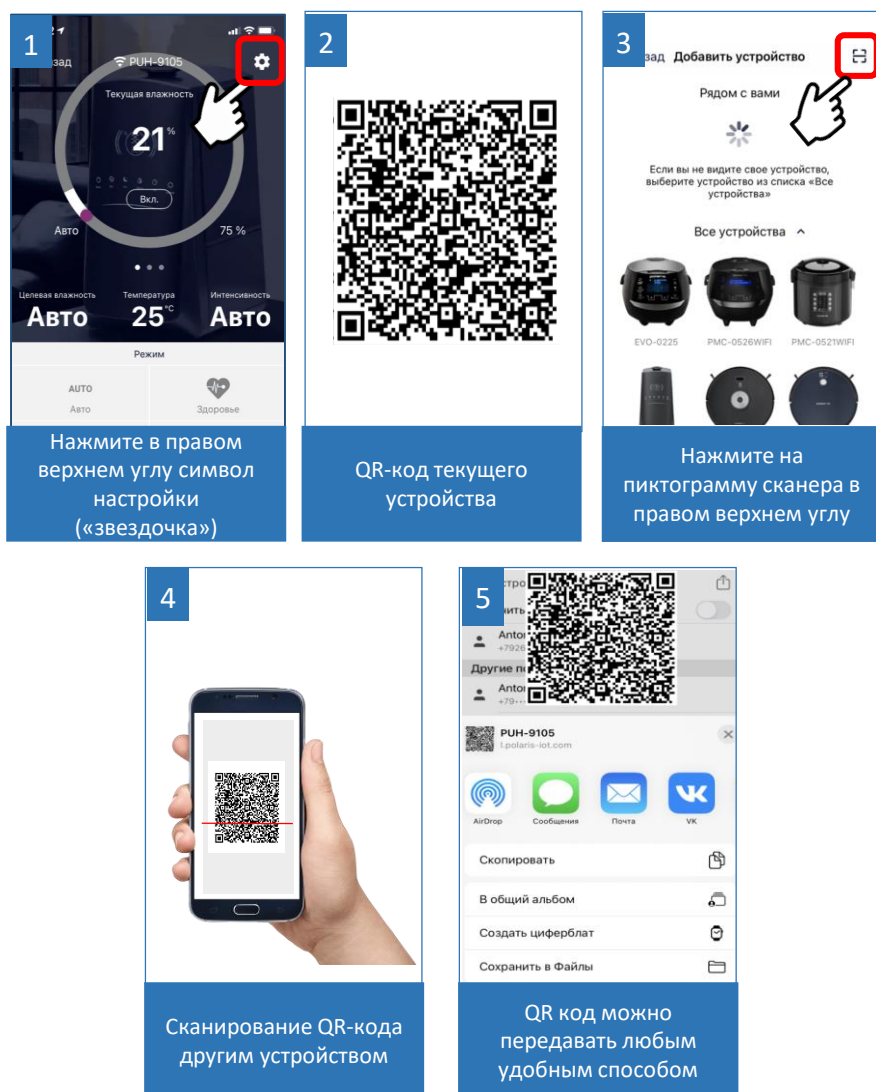 1
PUH-9105
Текущая влажность
21%
Вкл.
Авто
75 %
Целевая влажность
Температура
Интенсивность
Авто
25°C
Авто
Режим
AUTO
Авто
Здоровье
Нажмите в правом
верхнем углу символ
настройки
(«звездочка»)
2
QR-код текущего
устройства
3
зад Добавить устройство
Рядом с вами
Если вы не видите свое устройство,
выберите устройство из списка «Все
устройства»
Все устройства
EVO-0225
PMC-0526WIFI
PMC-0521WIFI
Нажмите на
пиктограмму сканера в
правом верхнем углу
4
Сканирование QR-кода
другим устройством
5
Другие по
PUH-9105
l.polaris-iot.com
AirDrop
Сообщения
Почта
VK
Скопировать
В общий альбом
Создать циферблат
Сохранить в Файлы
QR код можно
передавать любым
удобным способом